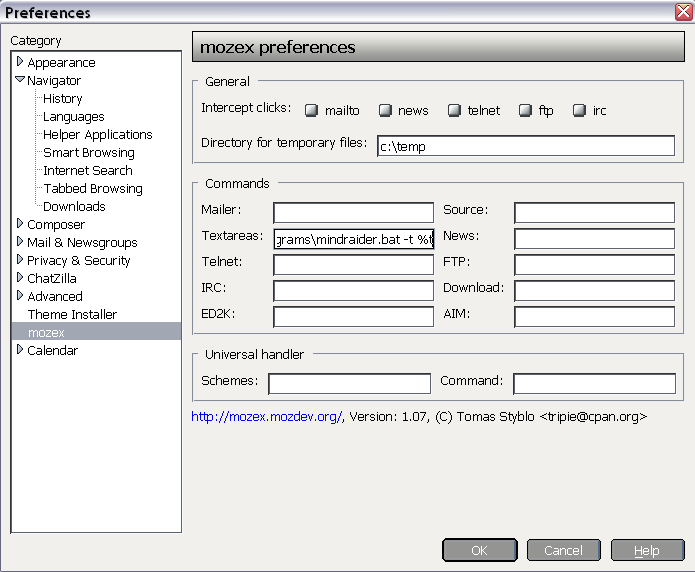 Preferences
Category
Appearance
Navigator
History
Languages
Helper Applications
Smart Browsing
Internet Search
Tabbed Browsing
Downloads
Composer
Mail & Newsgroups
Privacy & Security
ChatZilla
Advanced
Theme Installer
mozex
Calendar
mozex preferences
General
Intercept clicks: mailto news telnet ftp irc
Directory for temporary files: c:\temp
Commands
Mailer: Source:
Textareas: grams\mindraider.bat -t %t News:
Telnet: FTP:
IRC: Download:
ED2K: AIM:
Universal handler
Schemes: Command:
http://mozex.mozdev.org/, Version: 1.07, (C) Tomas Styblo <tripie@cpan.org>
OK Cancel Help